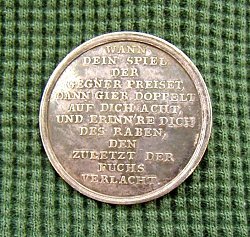 WANN
DEIN SPIEL
DER
GEGNER PREISET,
DANN GIEB DOPPELT
AUF DICH ACHT,
UND ERINN'RE DICH
DES RABEN,
DEN
ZULETZT DER
FUCHS
VERLACHT.